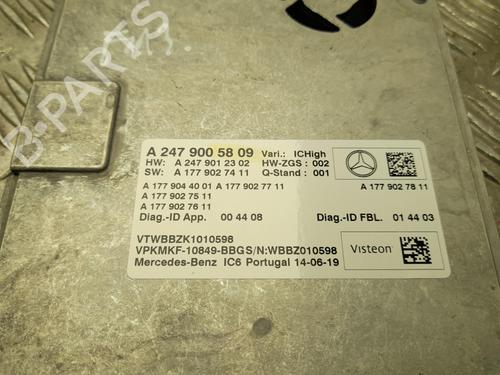 B-PARTS
A 247 900 58 09 Vari.: ICHigh
HW: A 247 901 23 02 HW-ZGS : 002
SW: A 177 902 74 11 Q-Stand : 001
A 177 904 40 01 A 177 902 77 11
A 177 902 75 11
A 177 902 76 11
A 177 902 78 11
Diag.-ID App. 00 44 08 Diag.-ID FBL. 01 44 03
VTWBBZK1010598
VPKMKF-10849-BBGS/N:WBBZ010598
Mercedes-Benz IC6 Portugal 14-06-19
Visteon